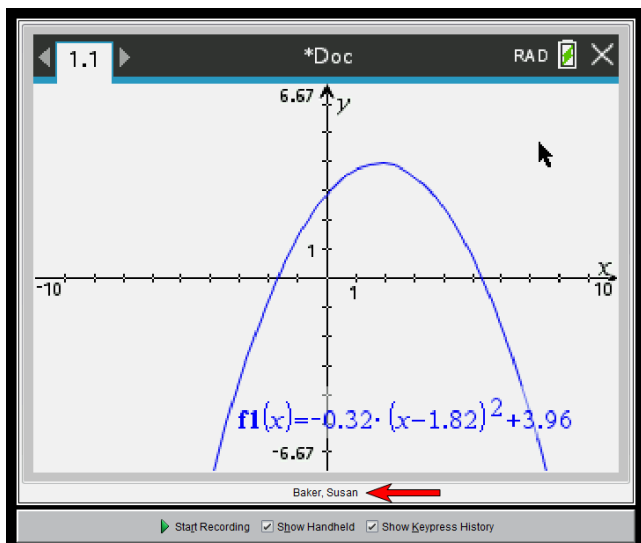 1.1 *Doc RAD
6.67 y
1
x
-10 1 10
f1(x)=-0.32·(x-1.82)²+3.96
-6.67
Baker, Susan
Start Recording Show Handheld Show Keypress History